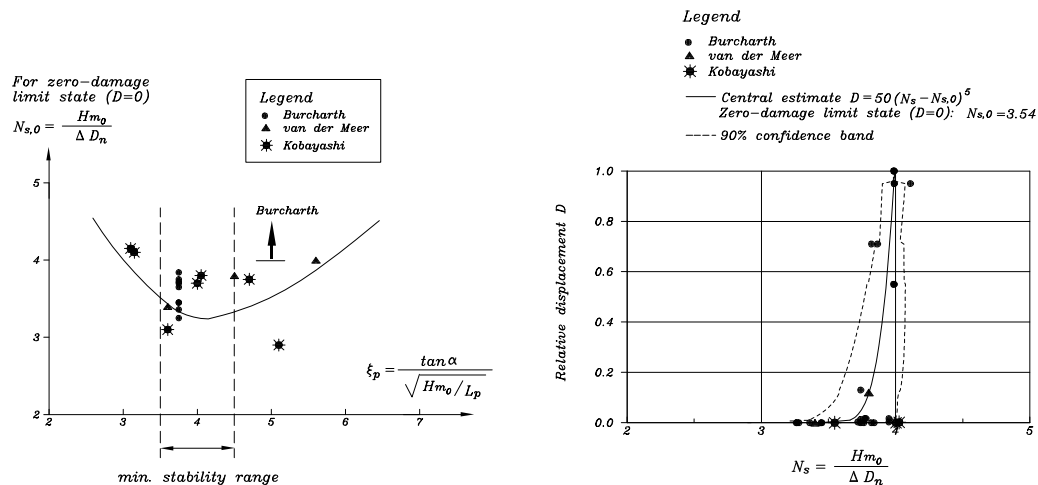 For zero-damage
limit state (D=0)
N_{s,0} = Hm_0 / Δ D_n
Legend
Burcharth
van der Meer
Kobayashi
5
4
3
2
Burcharth
ξ_p = tan α / √(Hm_0/L_p)
2
3
4
5
6
7
min. stability range
Legend
Burcharth
van der Meer
Kobayashi
Central estimate D=50(N_s-N_{s,0})^5
Zero-damage limit state (D=0): N_{s,0}=3.54
90% confidence band
Relative displacement D
1.0
0.8
0.6
0.4
0.2
0.0
2
3
4
5
N_s = Hm_0 / Δ D_n